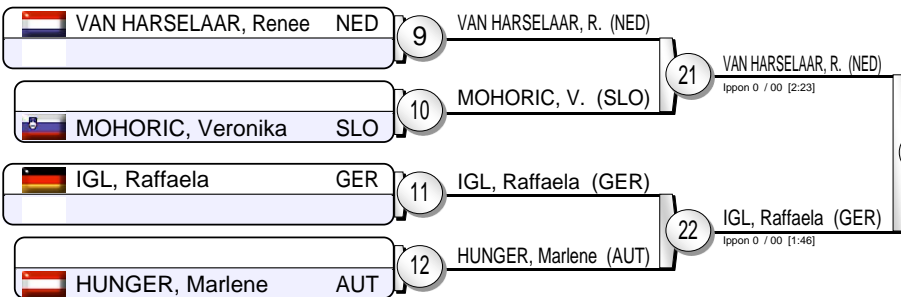 VAN HARSELAAR, Renee NED
9
VAN HARSELAAR, R. (NED)
21
VAN HARSELAAR, R. (NED)
Ippon 0 / 00 [2:23]
10
MOHORIC, V. (SLO)
MOHORIC, Veronika SLO
IGL, Raffaela GER
11
IGL, Raffaela (GER)
22
IGL, Raffaela (GER)
Ippon 0 / 00 [1:46]
12
HUNGER, Marlene (AUT)
HUNGER, Marlene AUT